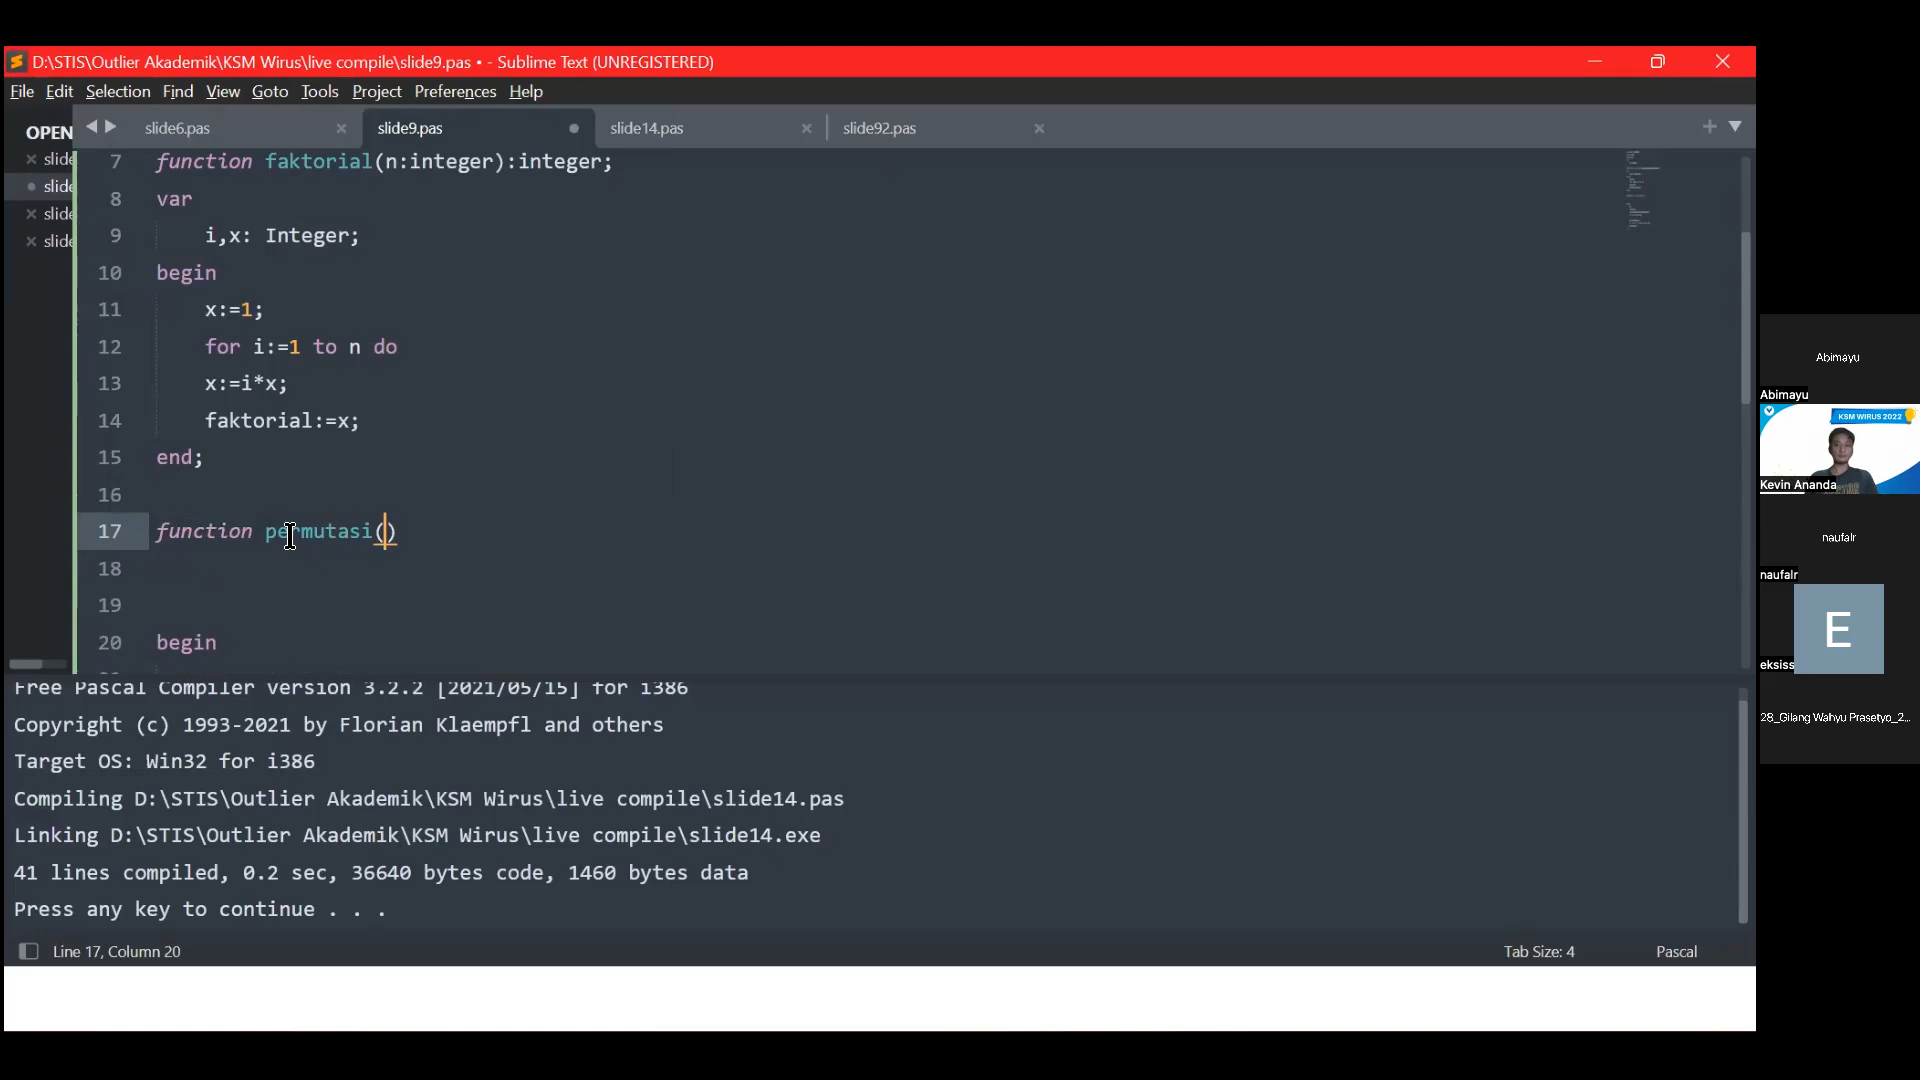 D:\STIS\Outlier Akademik\KSM Wirus\live compile\slide9.pas • - Sublime Text (UNREGISTERED)
File Edit Selection Find View Goto Tools Project Preferences Help
OPEN
slide6.pas
slide9.pas
slide14.pas
slide92.pas
slide
slide
slide
slide
7 function faktorial(n:integer):integer;
8 var
9 i,x: Integer;
10 begin
11 x:=1;
12 for i:=1 to n do
13 x:=i*x;
14 faktorial:=x;
15 end;
16
17 function permutasi()
18
19
20 begin
Free Pascal Compiler version 3.2.2 [2021/05/15] for i386
Copyright (c) 1993-2021 by Florian Klaempfl and others
Target OS: Win32 for i386
Compiling D:\STIS\Outlier Akademik\KSM Wirus\live compile\slide14.pas
Linking D:\STIS\Outlier Akademik\KSM Wirus\live compile\slide14.exe
41 lines compiled, 0.2 sec, 36640 bytes code, 1460 bytes data
Press any key to continue . . .
Line 17, Column 20
Tab Size: 4
Pascal
Abimayu
Abimayu
KSM WIRUS 2022
Kevin Ananda
naufalr
naufalr
E
eksiss
28_Gilang Wahyu Prasetyo_2...